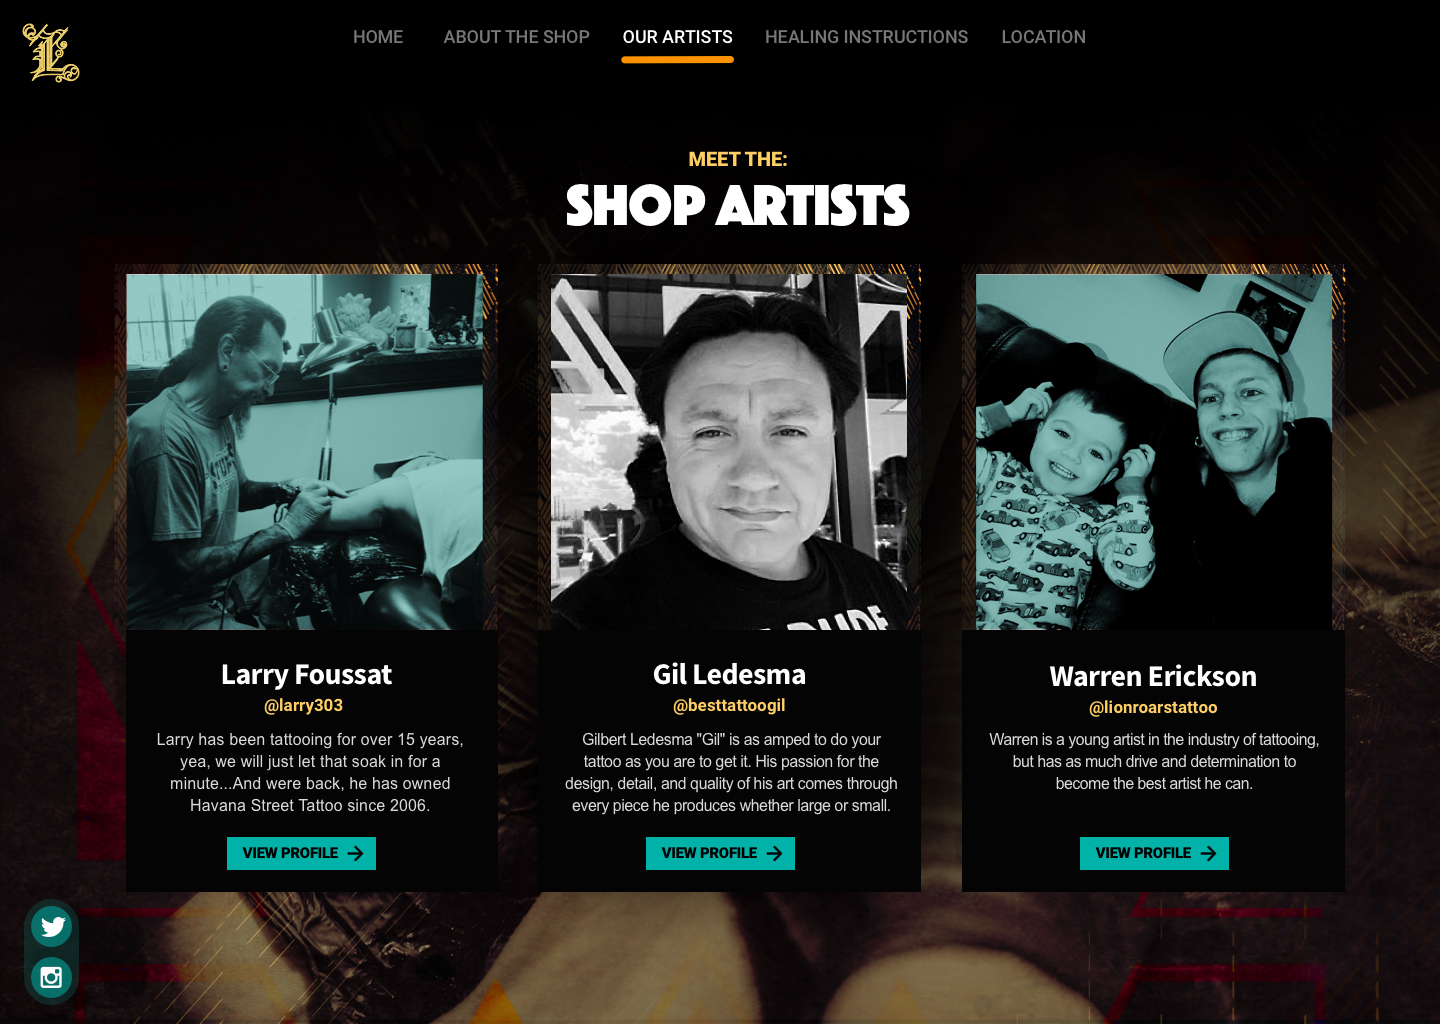 HOME ABOUT THE SHOP OUR ARTISTS HEALING INSTRUCTIONS LOCATION
MEET THE:
SHOP ARTISTS
Larry Foussat
@larry303
Larry has been tattooing for over 15 years,
yea, we will just let that soak in for a
minute...And were back, he has owned
Havana Street Tattoo since 2006.
VIEW PROFILE
Gil Ledesma
@besttattoogil
Gilbert Ledesma "Gil" is as amped to do your
tattoo as you are to get it. His passion for the
design, detail, and quality of his art comes through
every piece he produces whether large or small.
VIEW PROFILE
Warren Erickson
@lionroarstattoo
Warren is a young artist in the industry of tattooing,
but has as much drive and determination to
become the best artist he can.
VIEW PROFILE